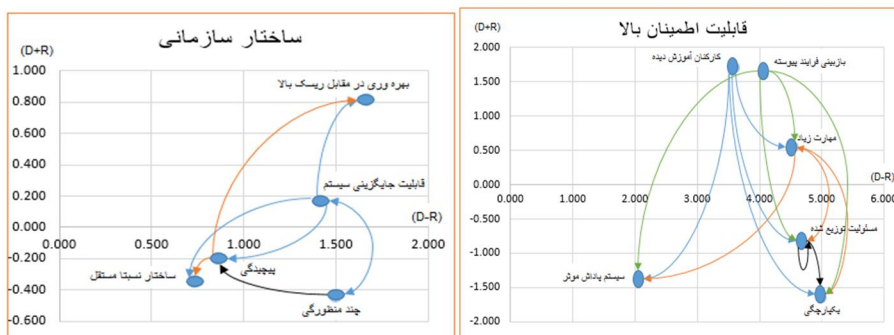 ساختار سازمانی
(D+R)
1.000
0.800
0.600
0.400
0.200
0.000
-0.200
-0.400
-0.600
0.000
0.500
1.000
1.500
2.000
(D-R)
بهره وری در مقابل ریسک بالا
قابلیت جایگزینی سیستم
پیچیدگی
ساختار نسبتا مستقل
چند منظورگی
قابلیت اطمینان بالا
(D+R)
2.000
1.500
1.000
0.500
0.000
-0.500
-1.000
-1.500
-2.000
0.000
1.000
2.000
3.000
4.000
5.000
6.000
(D-R)
کارکنان آموزش دیده
بازبینی فرایند پیوسته
مهارت زیاد
مسئولیت توزیع شده
سیستم پاداش موثر
یکپارچگی